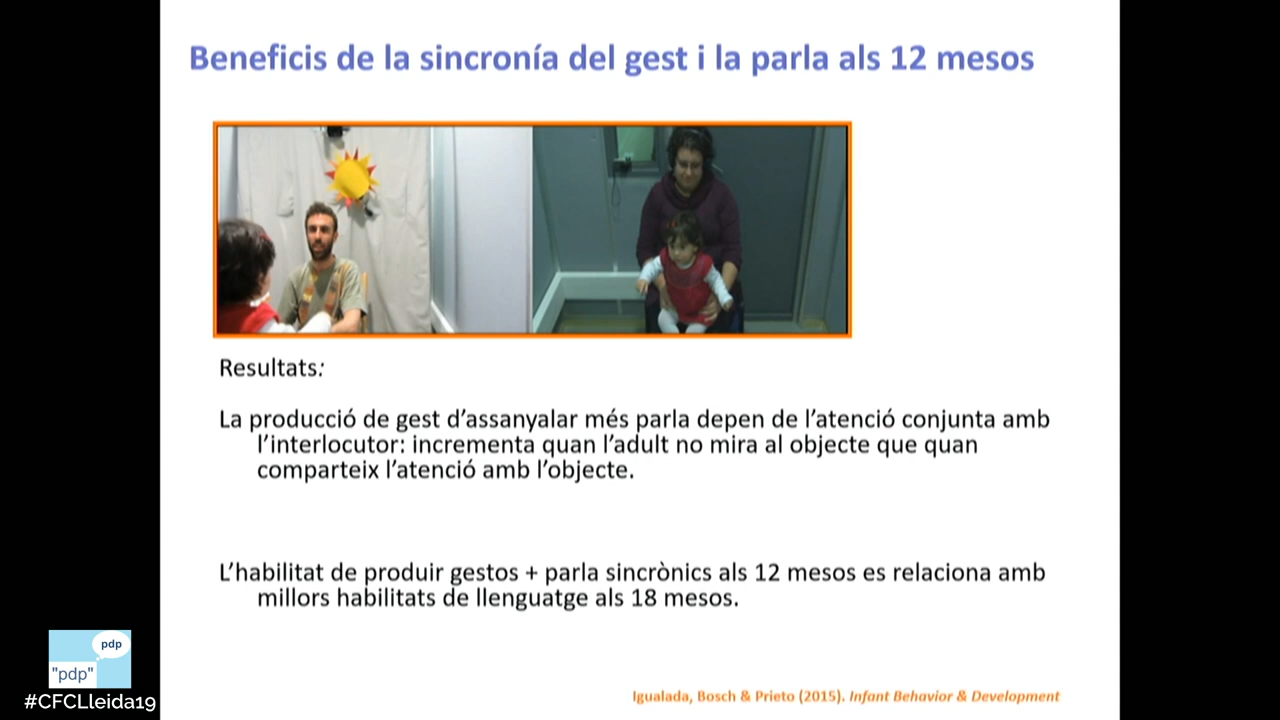 Beneficis de la sincronía del gest i la parla als 12 mesos
Resultats:
La producció de gest d'assanyalar més parla depen de l'atenció conjunta amb
l'interlocutor: incrementa quan l'adult no mira al objecte que quan
comparteix l'atenció amb l'objecte.
L'habilitat de produir gestos + parla sincrònics als 12 mesos es relaciona amb
millors habilitats de llenguatge als 18 mesos.
pdp
"pdp"
#CFCLleida19
Igualada, Bosch & Prieto (2015). Infant Behavior & Development